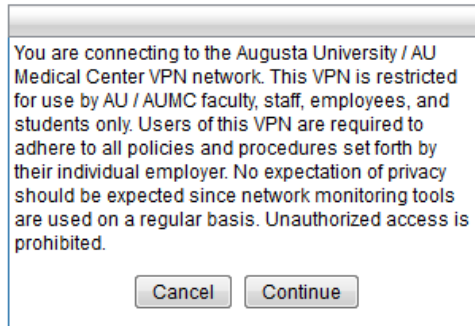 You are connecting to the Augusta University / AU
Medical Center VPN network. This VPN is restricted
for use by AU / AUMC faculty, staff, employees, and
students only. Users of this VPN are required to
adhere to all policies and procedures set forth by
their individual employer. No expectation of privacy
should be expected since network monitoring tools
are used on a regular basis. Unauthorized access is
prohibited.
Cancel Continue